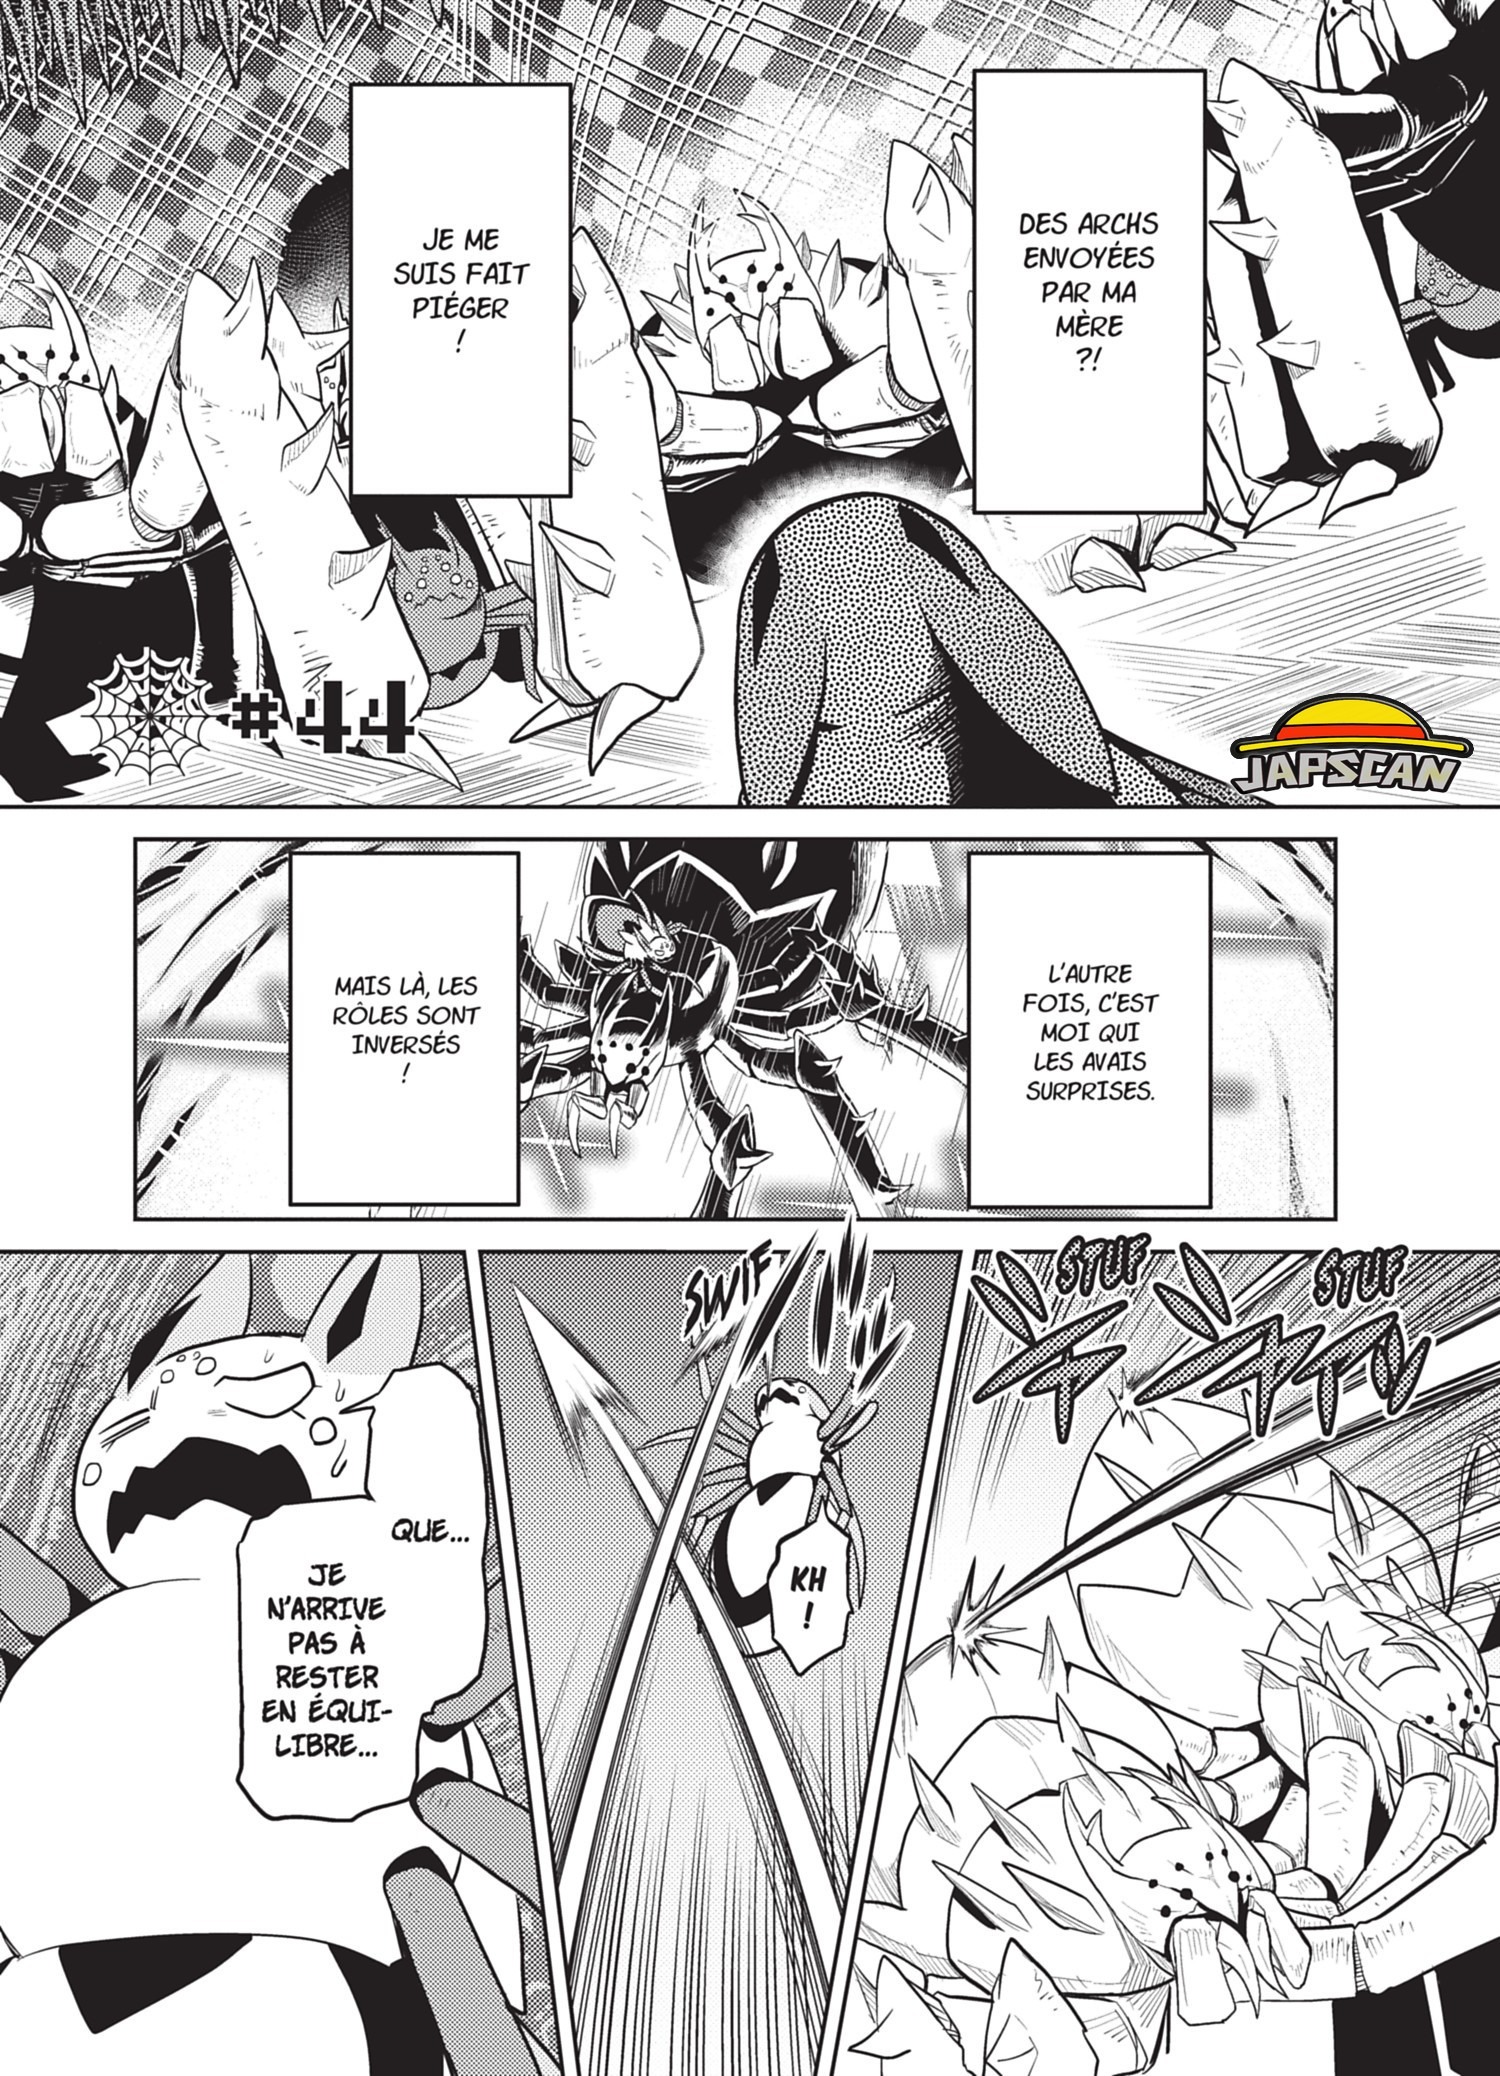 DES ARCHS
ENVOYÉES
PAR MA
MÈRE
?!
JE ME
SUIS FAIT
PIÉGER
!
#44
JAPSCAN
L'AUTRE
FOIS, C'EST
MOI QUI
LES AVAIS
SURPRISES.
MAIS LÀ, LES
RÔLES SONT
INVERSÉS
!
STUF
STUF
SWIF
KH
!
QUE...
JE
N'ARRIVE
PAS À
RESTER
EN ÉQUI-
LIBRE...